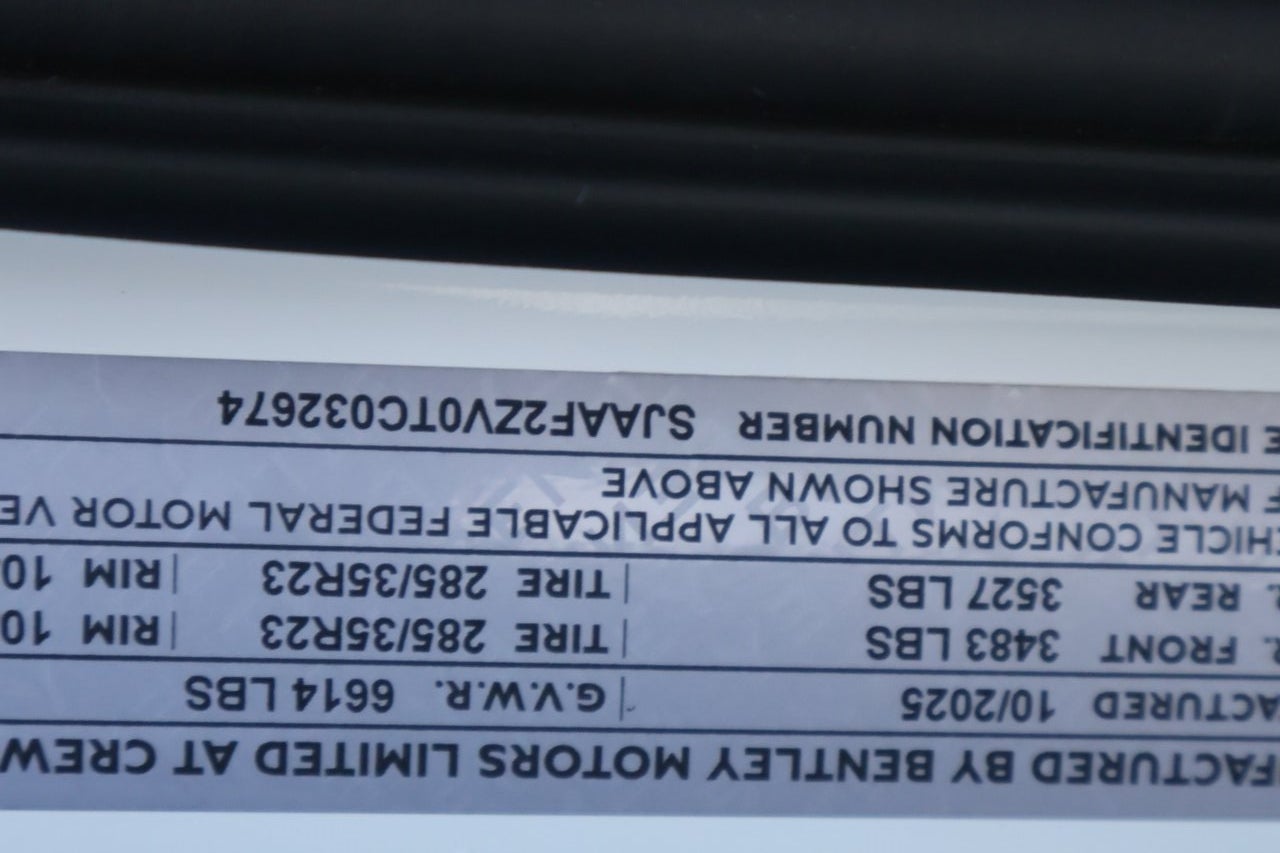 FACTURED BY BENTLEY MOTORS LIMITED AT CREW
ACTURED 10/2025 | G.V.W.R. 6614 LBS
. FRONT 3483 LBS | TIRE 285/35R23 | RIM 10
. REAR 3527 LBS | TIRE 285/35R23 | RIM 10
EHICLE CONFORMS TO ALL APPLICABLE FEDERAL MOTOR VE
F MANUFACTURE SHOWN ABOVE
E IDENTIFICATION NUMBER SJAAF2ZV0TC032674